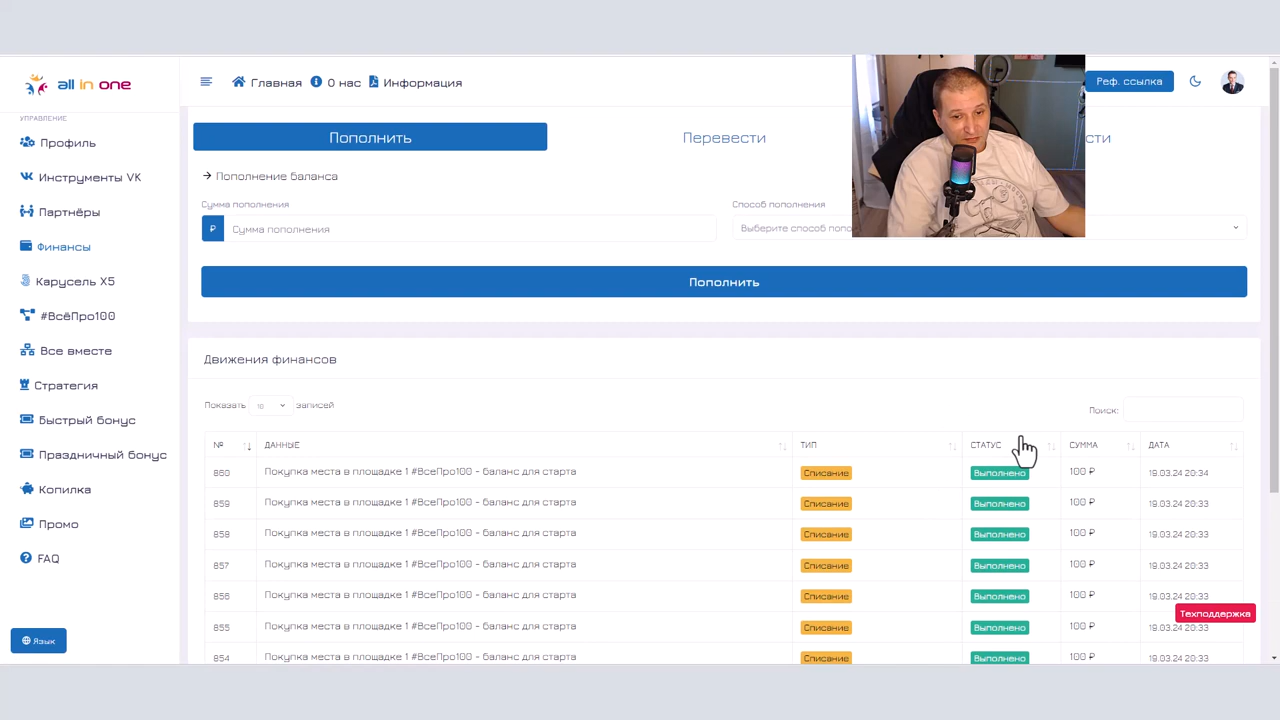 all in one
Главная О нас Информация
Реф. ссылка
УПРАВЛЕНИЕ
Профиль
Инструменты VK
Партнёры
Финансы
Карусель X5
#ВсёПро100
Все вместе
Стратегия
Быстрый бонус
Праздничный бонус
Копилка
Промо
FAQ
Язык
Пополнить Перевести сти
Пополнение баланса
Сумма пополнения Способ пополнения
₽ Сумма пополнения Выберите способ попо
Пополнить
Движения финансов
Показать 10 записей
Поиск:
№ ДАННЫЕ ТИП СТАТУС СУММА ДАТА
860 Покупка места в площадке 1 #ВсеПро100 - баланс для старта Списание Выполнено 100 ₽ 19.03.24 20:34
859 Покупка места в площадке 1 #ВсеПро100 - баланс для старта Списание Выполнено 100 ₽ 19.03.24 20:33
858 Покупка места в площадке 1 #ВсеПро100 - баланс для старта Списание Выполнено 100 ₽ 19.03.24 20:33
857 Покупка места в площадке 1 #ВсеПро100 - баланс для старта Списание Выполнено 100 ₽ 19.03.24 20:33
856 Покупка места в площадке 1 #ВсеПро100 - баланс для старта Списание Выполнено 100 ₽ 19.03.24 20:33
Техподдержка
855 Покупка места в площадке 1 #ВсеПро100 - баланс для старта Списание Выполнено 100 ₽ 19.03.24 20:33
854 Покупка места в площадке 1 #ВсеПро100 - баланс для старта Списание Выполнено 100 ₽ 19.03.24 20:33